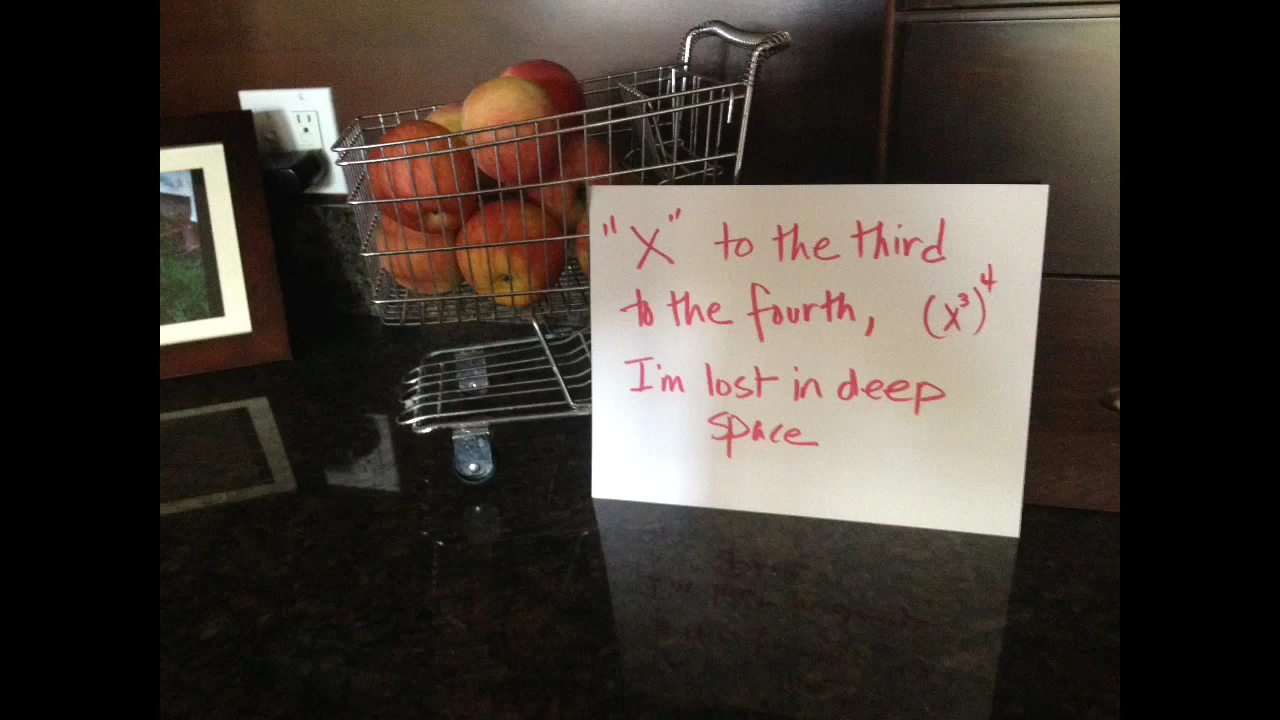 "X" to the third
to the fourth, (x³)⁴
I'm lost in deep
space